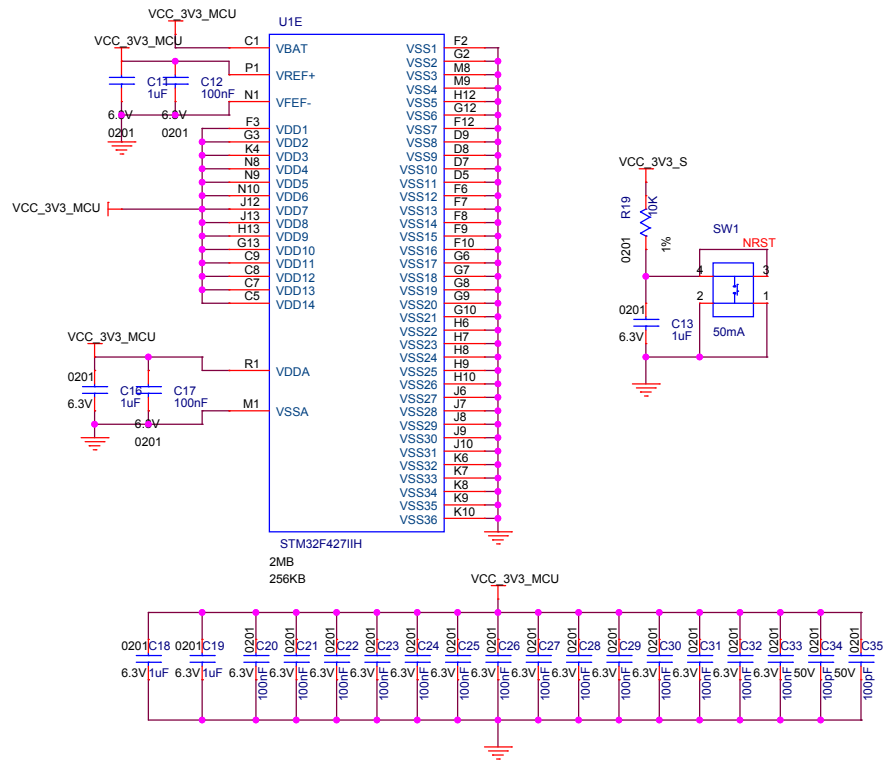 VCC_3V3_MCU
U1E
VCC_3V3_MCU
C11
1uF
6.3V
0201
C12
100nF
6.3V
0201
C1 VBAT
P1 VREF+
N1 VFEF-
F3 VDD1
G3 VDD2
K4 VDD3
N8 VDD4
N9 VDD5
N10 VDD6
VCC_3V3_MCU
J12 VDD7
J13 VDD8
H13 VDD9
G13 VDD10
C9 VDD11
C8 VDD12
C7 VDD13
C5 VDD14
VCC_3V3_MCU
0201
C16
1uF
6.3V
C17
100nF
6.3V
0201
R1 VDDA
M1 VSSA
VSS1 F2
VSS2 G2
VSS3 M8
VSS4 M9
VSS5 H12
VSS6 G12
VSS7 F12
VSS8 D9
VSS9 D8
VSS10 D7
VSS11 D5
VSS12 F6
VSS13 F7
VSS14 F8
VSS15 F9
VSS16 F10
VSS17 G6
VSS18 G7
VSS19 G8
VSS20 G9
VSS21 G10
VSS22 H6
VSS23 H7
VSS24 H8
VSS25 H9
VSS26 H10
VSS27 J6
VSS28 J7
VSS29 J8
VSS30 J9
VSS31 J10
VSS32 K6
VSS33 K7
VSS34 K8
VSS35 K9
VSS36 K10
STM32F427IIH
2MB
256KB
VCC_3V3_S
R19
10K
0201
1%
SW1
NRST
4 3
2 1
50mA
0201
C13
6.3V
1uF
VCC_3V3_MCU
0201 C18 6.3V 1uF
0201 C19 6.3V 1uF
0201 C20 6.3V 100nF
0201 C21 6.3V 100nF
0201 C22 6.3V 100nF
0201 C23 6.3V 100nF
0201 C24 6.3V 100nF
0201 C25 6.3V 100nF
0201 C26 6.3V 100nF
0201 C27 6.3V 100nF
0201 C28 6.3V 100nF
0201 C29 6.3V 100nF
0201 C30 6.3V 100nF
0201 C31 6.3V 100nF
0201 C32 6.3V 100nF
0201 C33 6.3V 100nF
0201 C34 50V 100pF
0201 C35 50V 100pF